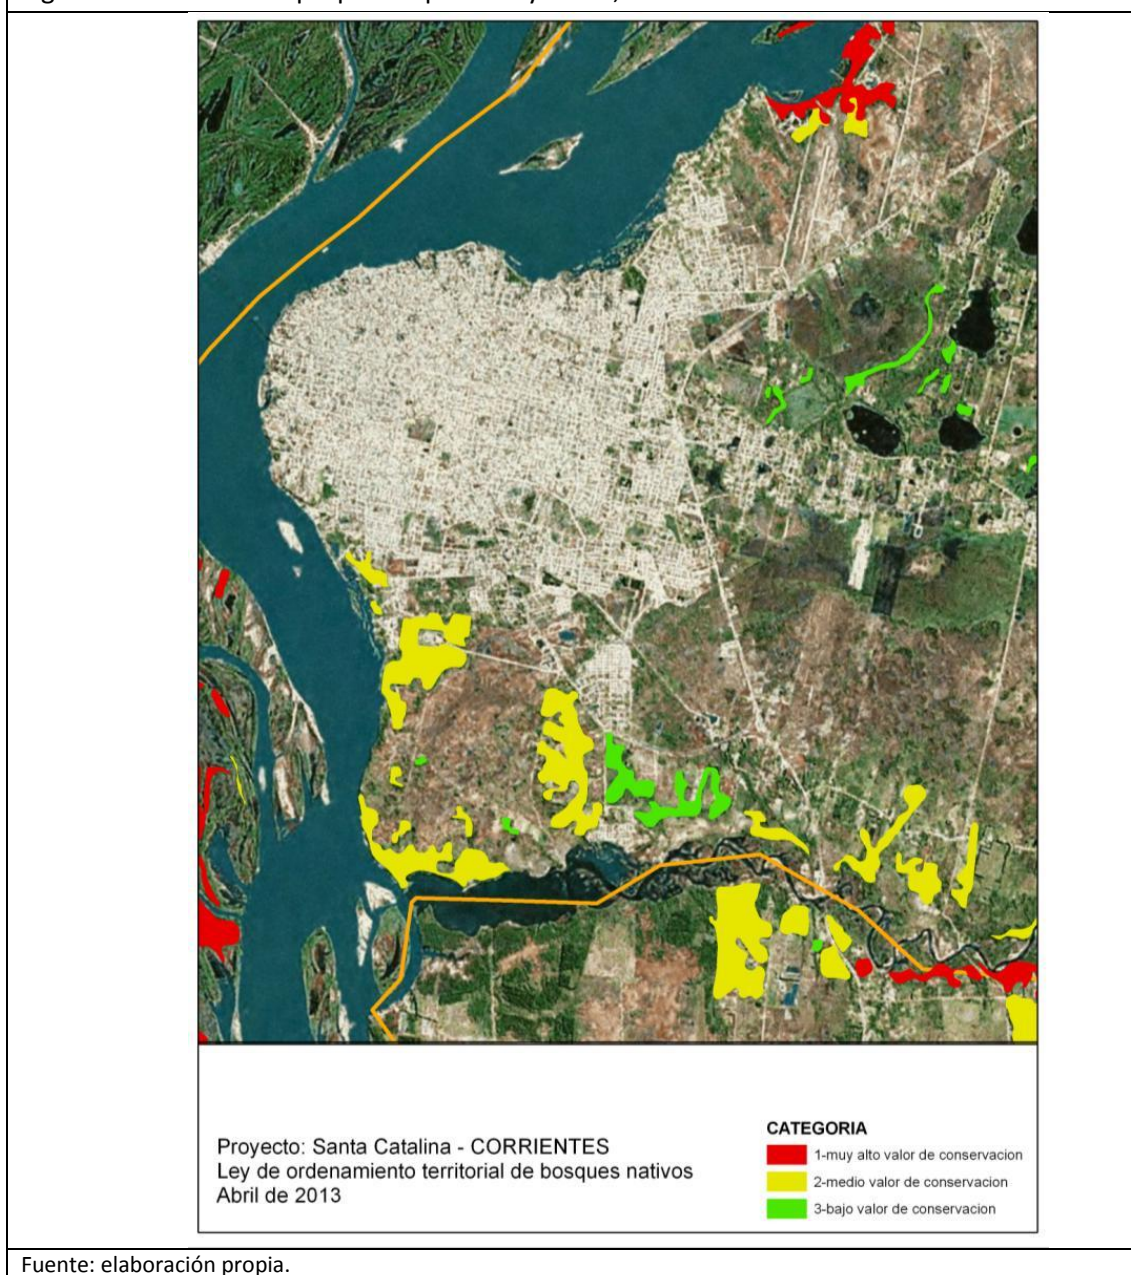 Proyecto: Santa Catalina - CORRIENTES
Ley de ordenamiento territorial de bosques nativos
Abril de 2013
CATEGORIA
1-muy alto valor de conservacion
2-medio valor de conservacion
3-bajo valor de conservacion
Fuente: elaboración propia.